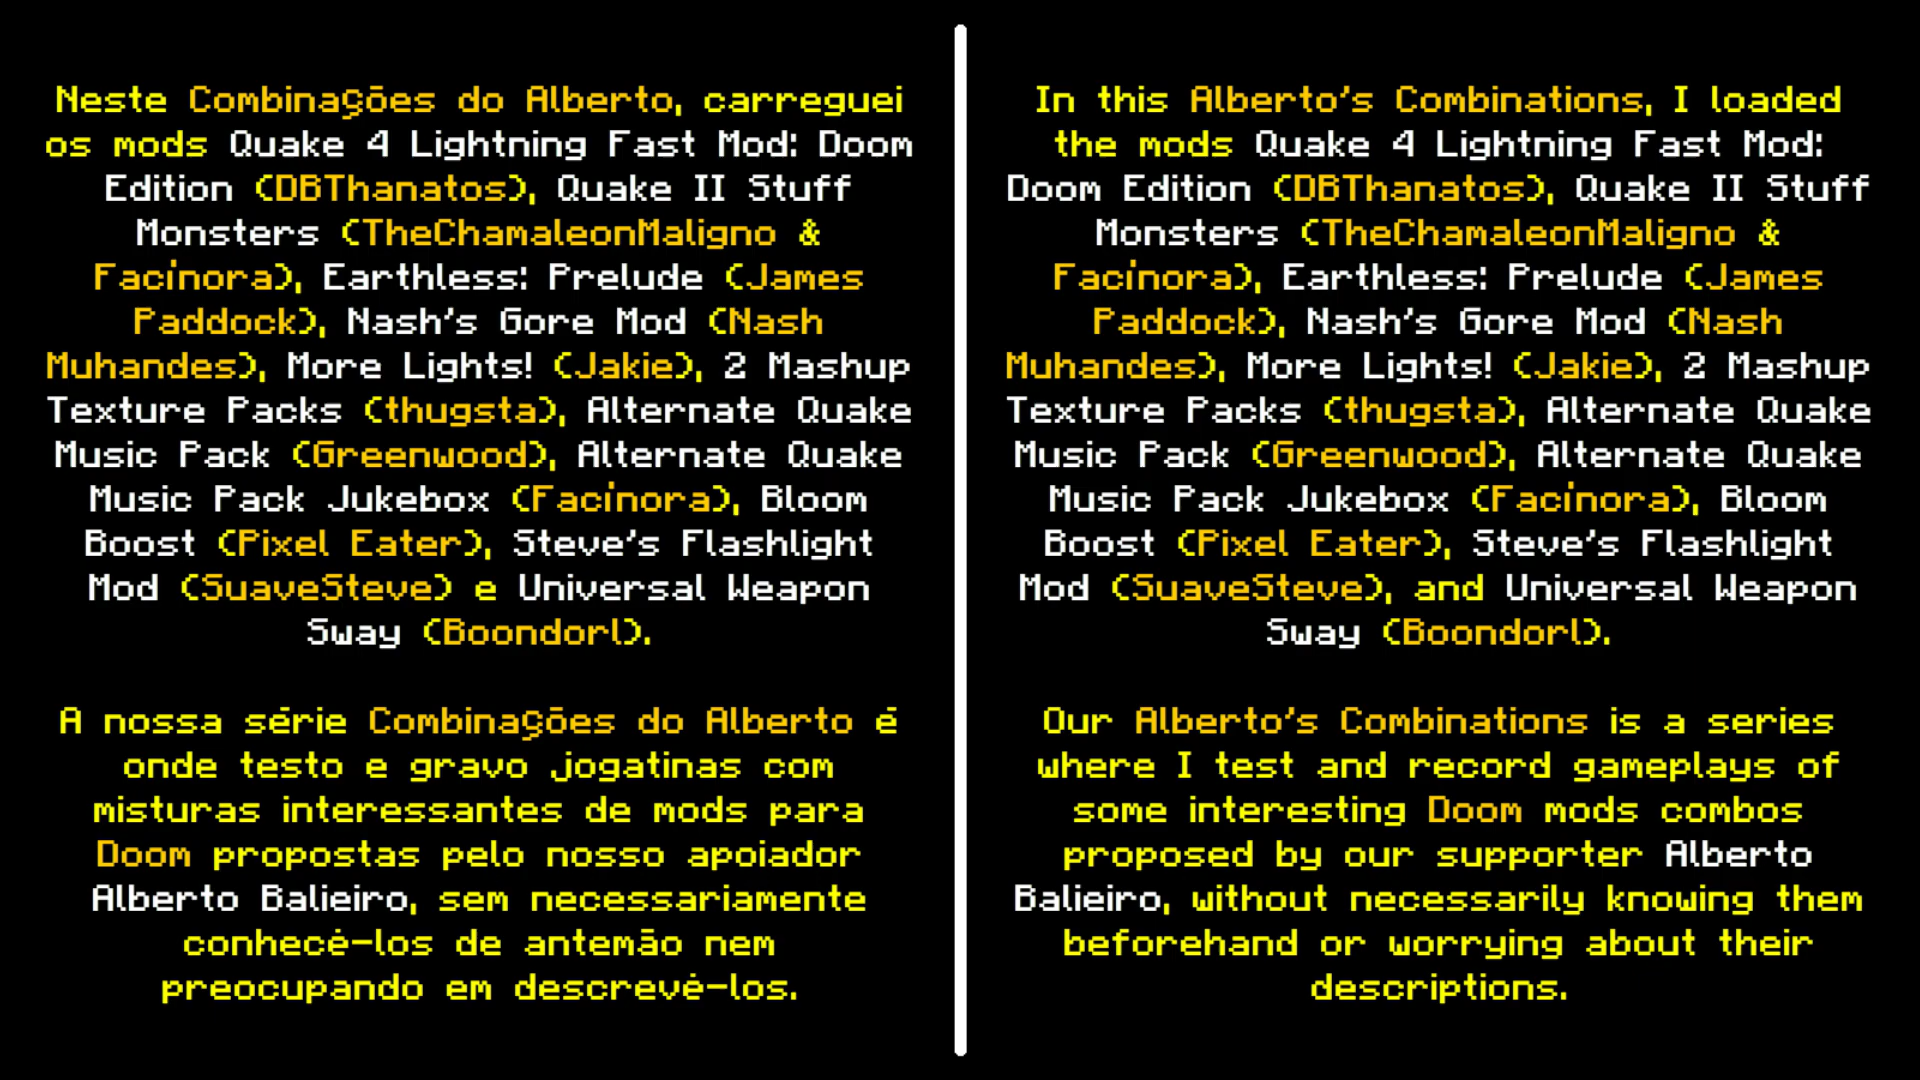 Neste Combinações do Alberto, carreguei
os mods Quake 4 Lightning Fast Mod: Doom
Edition (DBThanatos), Quake II Stuff
Monsters (TheChamaleonMaligno &
Facínora), Earthless: Prelude (James
Paddock), Nash's Gore Mod (Nash
Muhandes), More Lights! (Jakie), 2 Mashup
Texture Packs (thugsta), Alternate Quake
Music Pack (Greenwood), Alternate Quake
Music Pack Jukebox (Facínora), Bloom
Boost (Pixel Eater), Steve's Flashlight
Mod (SuaveSteve) e Universal Weapon
Sway (Boondorl).
A nossa série Combinações do Alberto é
onde testo e gravo jogatinas com
misturas interessantes de mods para
Doom propostas pelo nosso apoiador
Alberto Balieiro, sem necessariamente
conhecê-los de antemão nem
preocupando em descrevê-los.
In this Alberto's Combinations, I loaded
the mods Quake 4 Lightning Fast Mod:
Doom Edition (DBThanatos), Quake II Stuff
Monsters (TheChamaleonMaligno &
Facínora), Earthless: Prelude (James
Paddock), Nash's Gore Mod (Nash
Muhandes), More Lights! (Jakie), 2 Mashup
Texture Packs (thugsta), Alternate Quake
Music Pack (Greenwood), Alternate Quake
Music Pack Jukebox (Facínora), Bloom
Boost (Pixel Eater), Steve's Flashlight
Mod (SuaveSteve), and Universal Weapon
Sway (Boondorl).
Our Alberto's Combinations is a series
where I test and record gameplays of
some interesting Doom mods combos
proposed by our supporter Alberto
Balieiro, without necessarily knowing them
beforehand or worrying about their
descriptions.